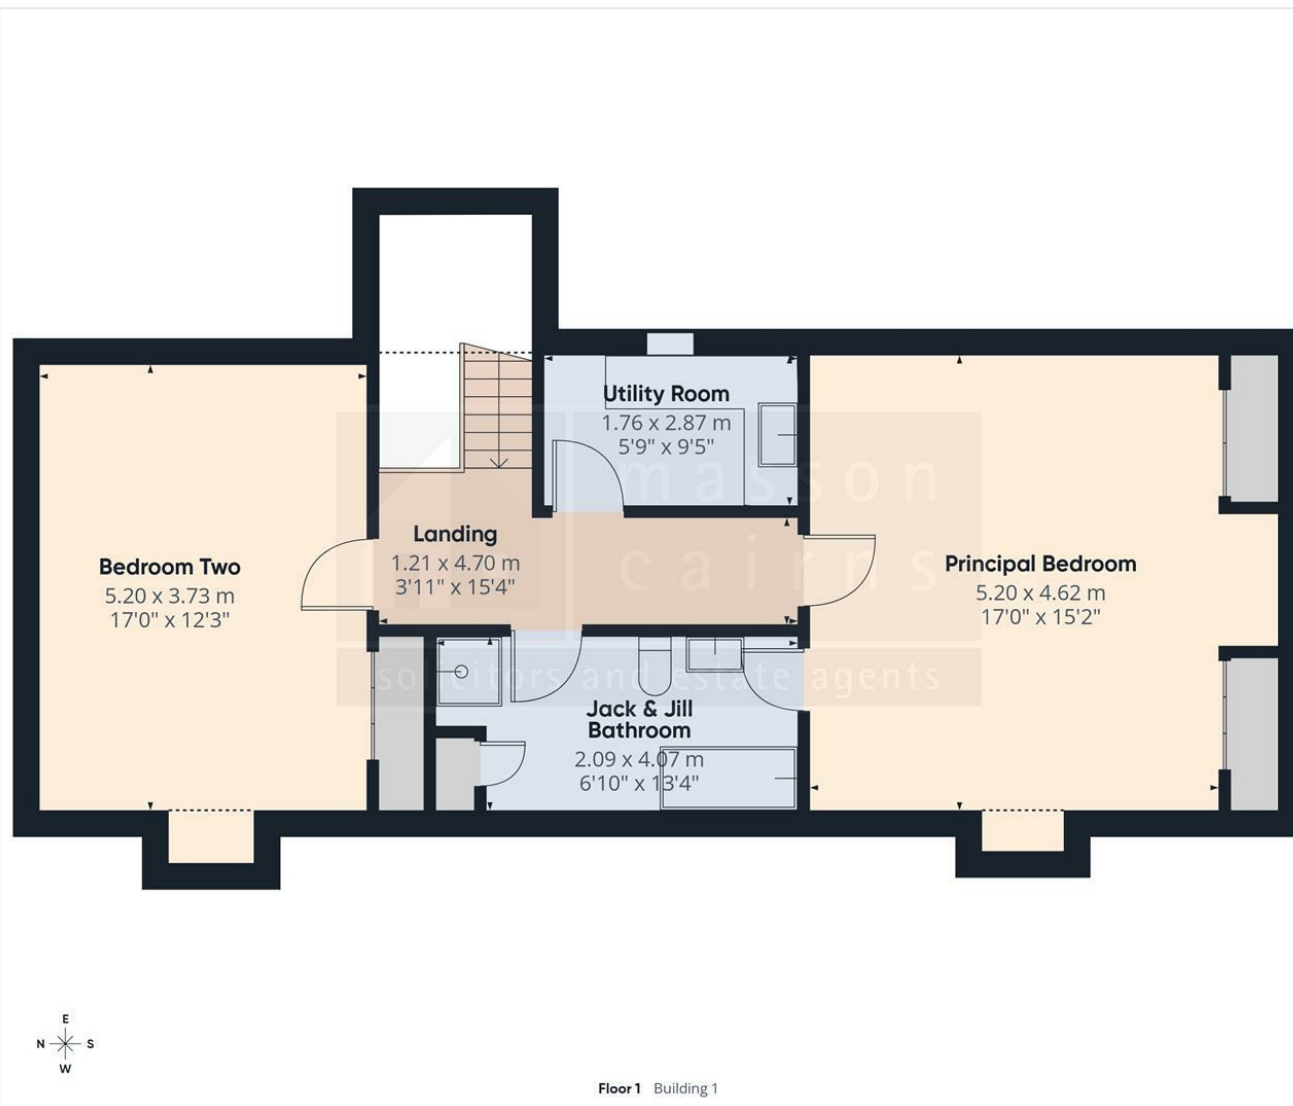 Utility Room
1.76 x 2.87 m
5'9" x 9'5"
masson
cairns
solicitors and estate agents
Landing
1.21 x 4.70 m
3'11" x 15'4"
Bedroom Two
5.20 x 3.73 m
17'0" x 12'3"
Principal Bedroom
5.20 x 4.62 m
17'0" x 15'2"
Jack & Jill
Bathroom
2.09 x 4.07 m
6'10" x 13'4"
E
N S
W
Floor 1 Building 1